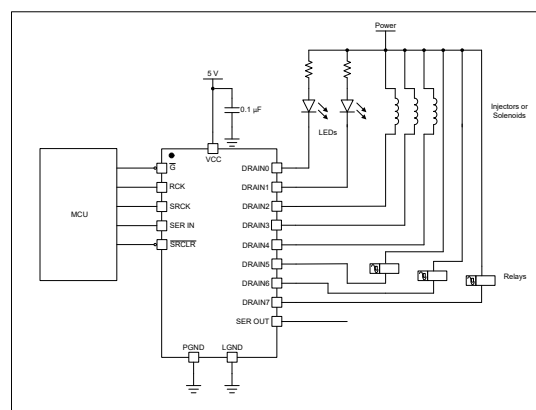 Power
5 V
0.1 µF
LEDs
Injectors or
Solenoids
VCC
MCU
G
RCK
SRCK
SER IN
SRCLR
DRAIN0
DRAIN1
DRAIN2
DRAIN3
DRAIN4
DRAIN5
DRAIN6
DRAIN7
SER OUT
Relays
PGND
LGND